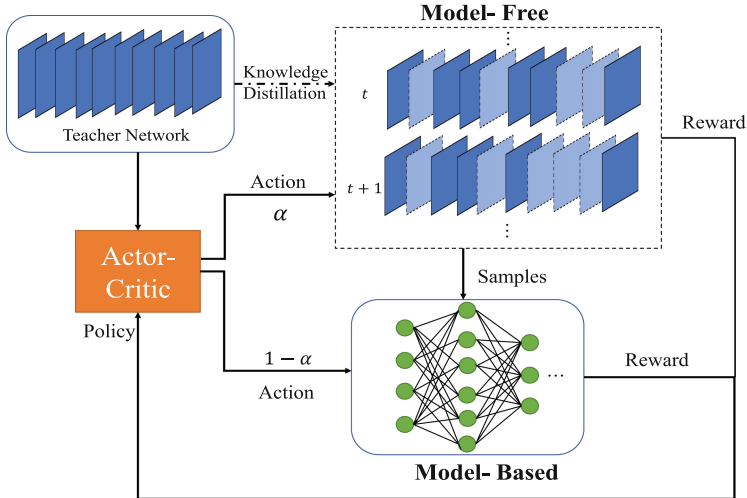 Model- Free
⋮
Knowledge
Distillation
t
Teacher Network
Reward
Action
α
t + 1
⋮
Actor-
Critic
Samples
Policy
1 − α
Action
Reward
...
Model- Based